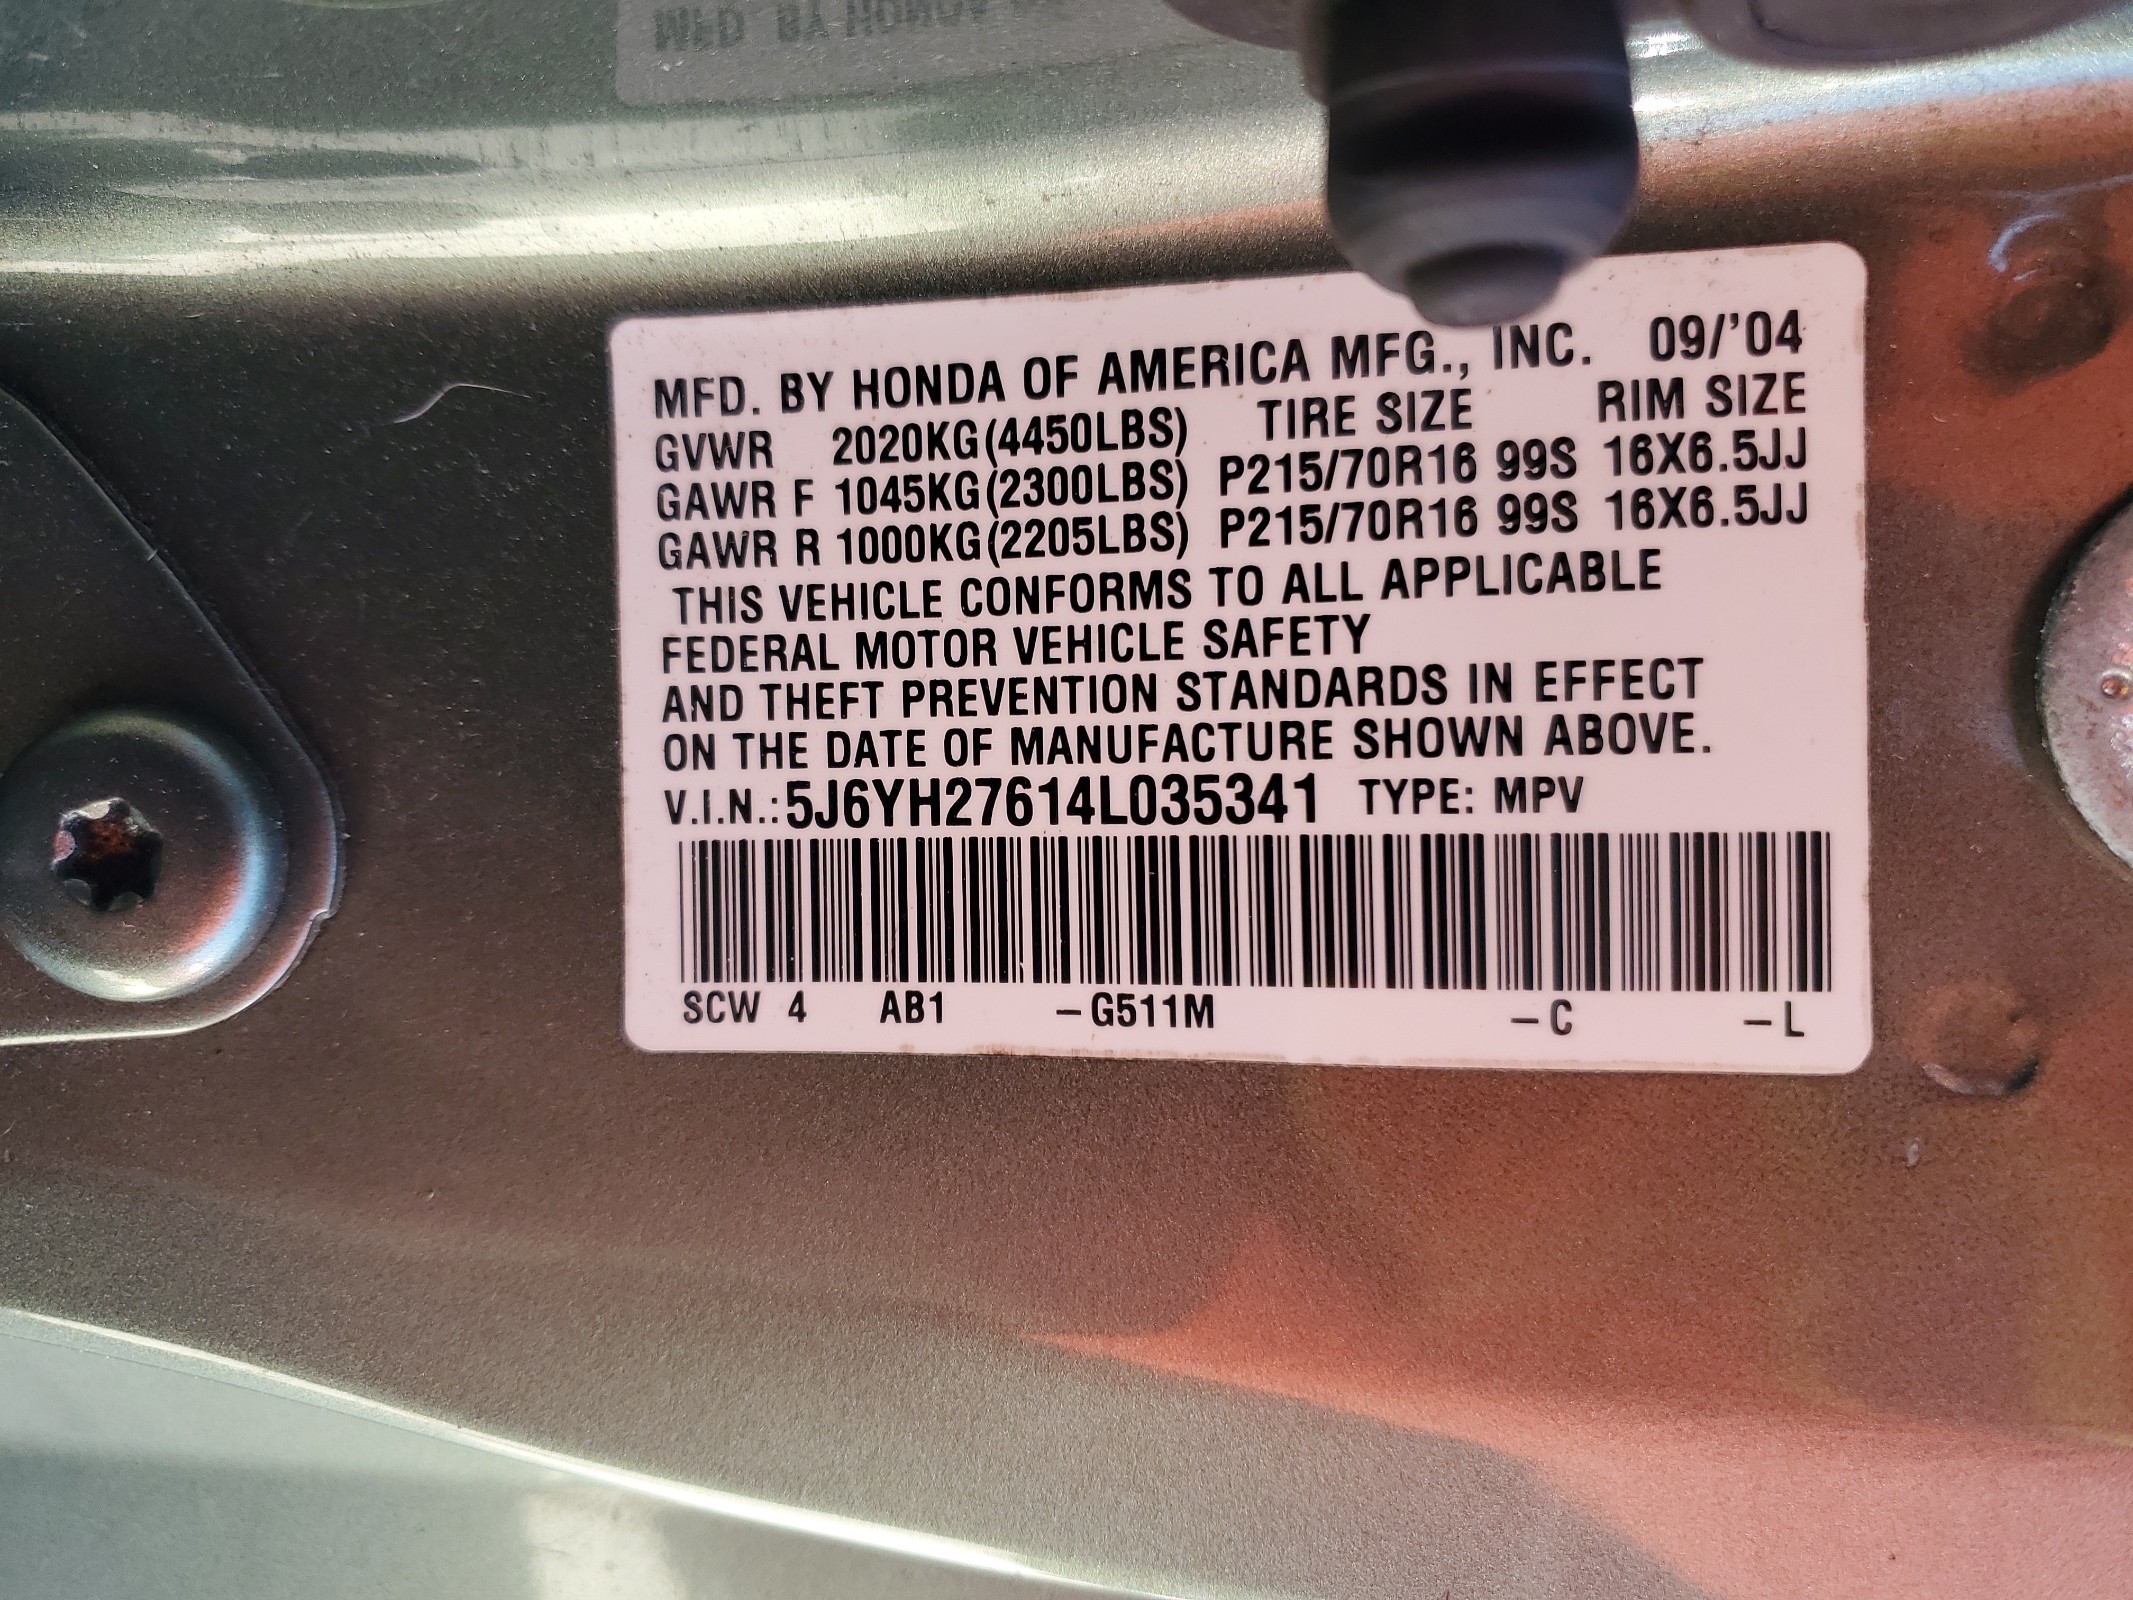 MFD. BY HONDA
MFD. BY HONDA OF AMERICA MFG., INC. 09/'04
GVWR 2020KG(4450LBS) TIRE SIZE RIM SIZE
GAWR F 1045KG(2300LBS) P215/70R16 99S 16X6.5JJ
GAWR R 1000KG(2205LBS) P215/70R16 99S 16X6.5JJ
THIS VEHICLE CONFORMS TO ALL APPLICABLE
FEDERAL MOTOR VEHICLE SAFETY
AND THEFT PREVENTION STANDARDS IN EFFECT
ON THE DATE OF MANUFACTURE SHOWN ABOVE.
V.I.N.:5J6YH27614L035341 TYPE: MPV
SCW 4 AB1 -G511M -C -L